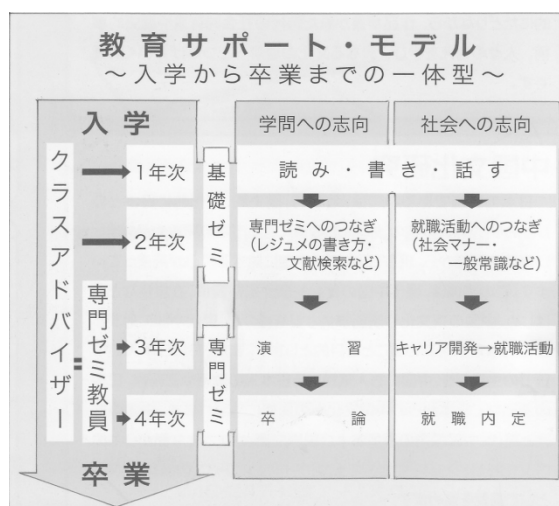 教育サポート・モデル
～入学から卒業までの一体型～
入学
学問への志向
社会への志向
クラスアドバイザー
1年次
基礎ゼミ
読み・書き・話す
2年次
専門ゼミへのつなぎ
(レジュメの書き方・
文献検索など)
就職活動へのつなぎ
(社会マナー・
一般常識など)
専門ゼミ教員
3年次
専門ゼミ
演習
キャリア開発→就職活動
4年次
卒論
就職内定
卒業